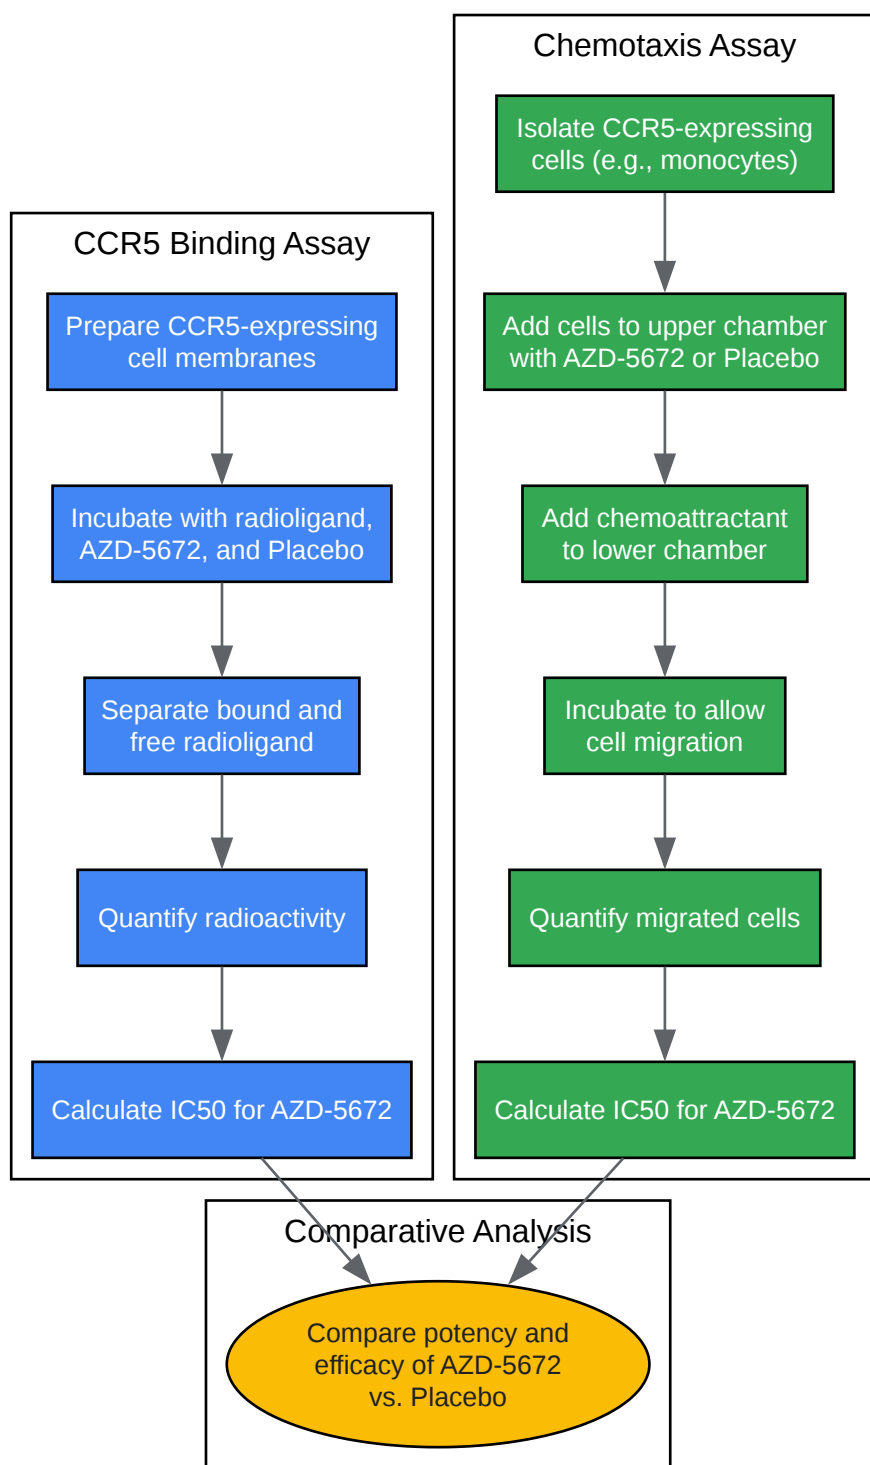 CCR5 Binding Assay
Prepare CCR5-expressing
cell membranes
Incubate with radioligand,
AZD-5672, and Placebo
Separate bound and
free radioligand
Quantify radioactivity
Calculate IC50 for AZD-5672
Chemotaxis Assay
Isolate CCR5-expressing
cells (e.g., monocytes)
Add cells to upper chamber
with AZD-5672 or Placebo
Add chemoattractant
to lower chamber
Incubate to allow
cell migration
Quantify migrated cells
Calculate IC50 for AZD-5672
Comparative Analysis
Compare potency and
efficacy of AZD-5672
vs. Placebo